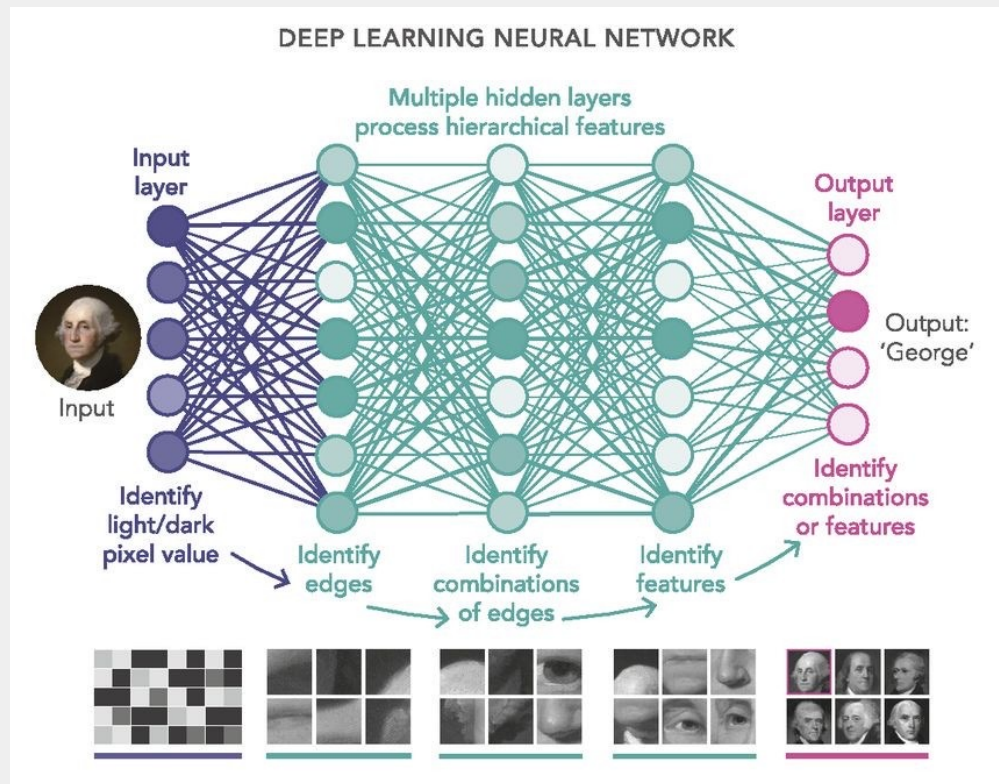 DEEP LEARNING NEURAL NETWORK
Multiple hidden layers
process hierarchical features
Input
layer
Output
layer
Input
Output:
‘George’
Identify
light/dark
pixel value
Identify
edges
Identify
combinations
of edges
Identify
features
Identify
combinations
or features